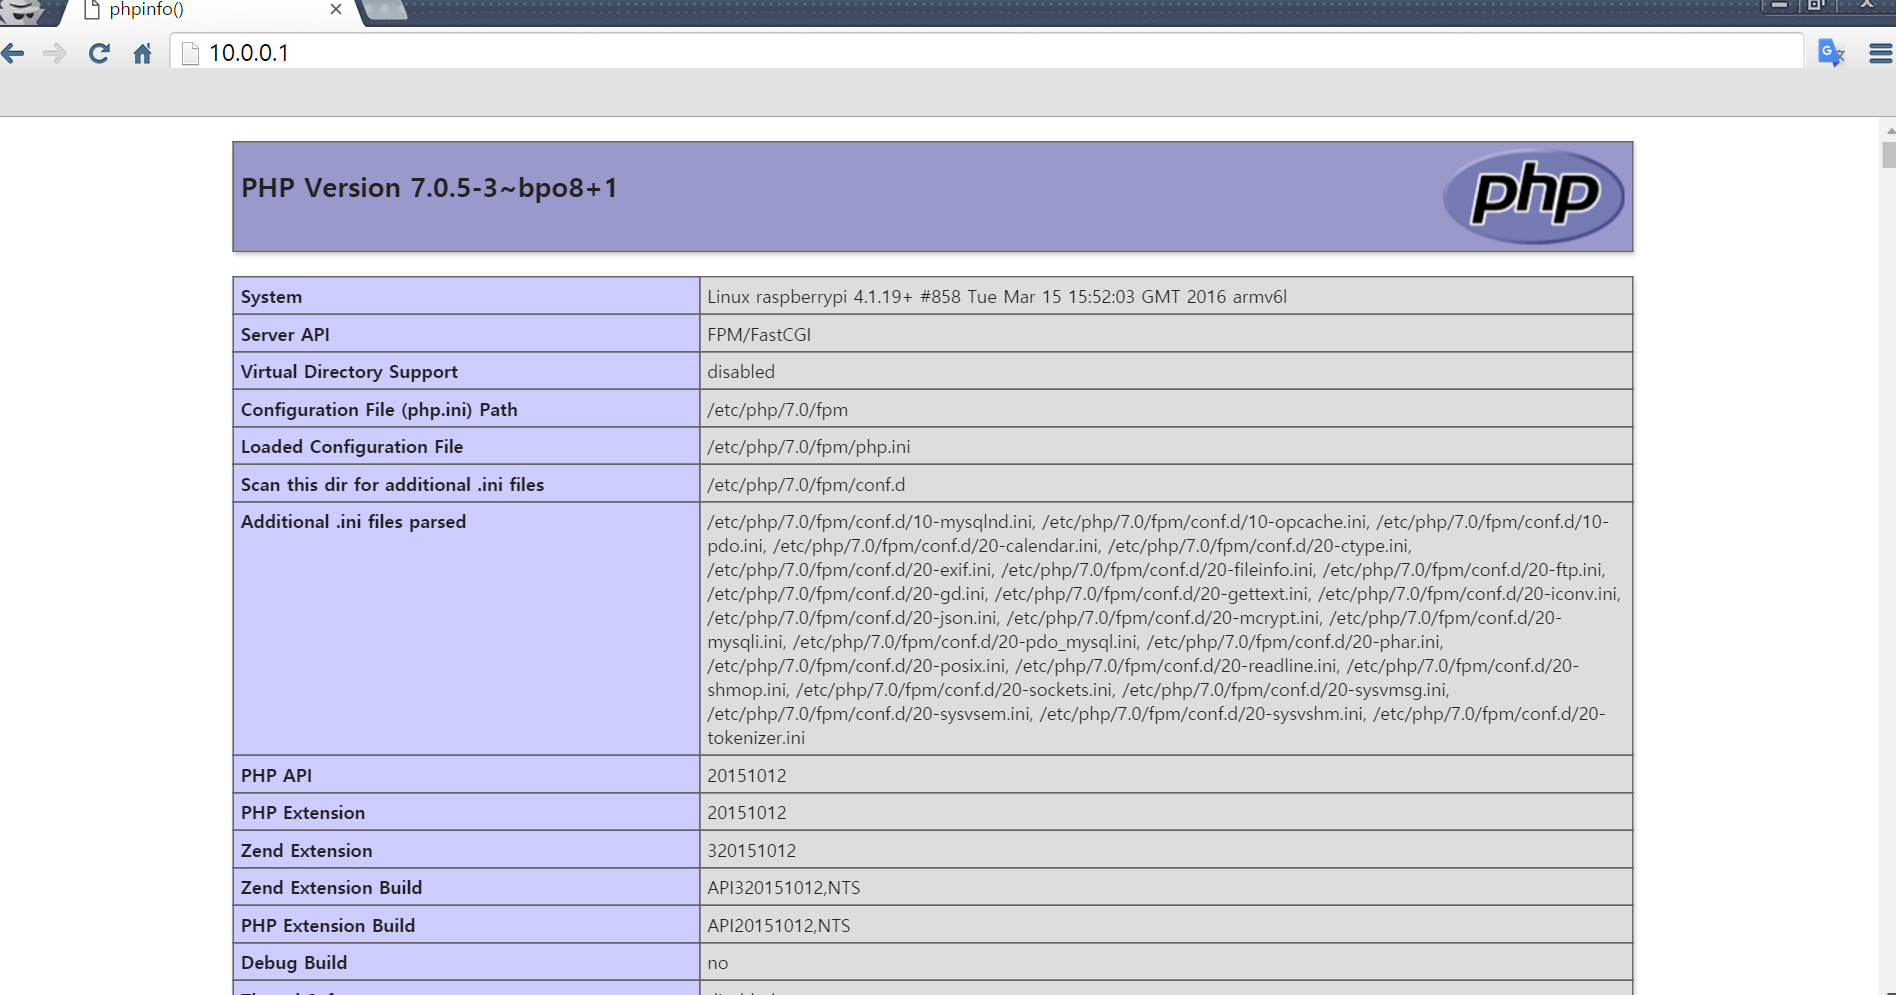 phpinfo()
10.0.0.1
PHP Version 7.0.5-3~bpo8+1
php
System
Linux raspberrypi 4.1.19+ #858 Tue Mar 15 15:52:03 GMT 2016 armv6l
Server API
FPM/FastCGI
Virtual Directory Support
disabled
Configuration File (php.ini) Path
/etc/php/7.0/fpm
Loaded Configuration File
/etc/php/7.0/fpm/php.ini
Scan this dir for additional .ini files
/etc/php/7.0/fpm/conf.d
Additional .ini files parsed
/etc/php/7.0/fpm/conf.d/10-mysqlnd.ini, /etc/php/7.0/fpm/conf.d/10-opcache.ini, /etc/php/7.0/fpm/conf.d/10-
pdo.ini, /etc/php/7.0/fpm/conf.d/20-calendar.ini, /etc/php/7.0/fpm/conf.d/20-ctype.ini,
/etc/php/7.0/fpm/conf.d/20-exif.ini, /etc/php/7.0/fpm/conf.d/20-fileinfo.ini, /etc/php/7.0/fpm/conf.d/20-ftp.ini,
/etc/php/7.0/fpm/conf.d/20-gd.ini, /etc/php/7.0/fpm/conf.d/20-gettext.ini, /etc/php/7.0/fpm/conf.d/20-iconv.ini,
/etc/php/7.0/fpm/conf.d/20-json.ini, /etc/php/7.0/fpm/conf.d/20-mcrypt.ini, /etc/php/7.0/fpm/conf.d/20-
mysqli.ini, /etc/php/7.0/fpm/conf.d/20-pdo_mysql.ini, /etc/php/7.0/fpm/conf.d/20-phar.ini,
/etc/php/7.0/fpm/conf.d/20-posix.ini, /etc/php/7.0/fpm/conf.d/20-readline.ini, /etc/php/7.0/fpm/conf.d/20-
shmop.ini, /etc/php/7.0/fpm/conf.d/20-sockets.ini, /etc/php/7.0/fpm/conf.d/20-sysvmsg.ini,
/etc/php/7.0/fpm/conf.d/20-sysvsem.ini, /etc/php/7.0/fpm/conf.d/20-sysvshm.ini, /etc/php/7.0/fpm/conf.d/20-
tokenizer.ini
PHP API
20151012
PHP Extension
20151012
Zend Extension
320151012
Zend Extension Build
API320151012,NTS
PHP Extension Build
API20151012,NTS
Debug Build
no